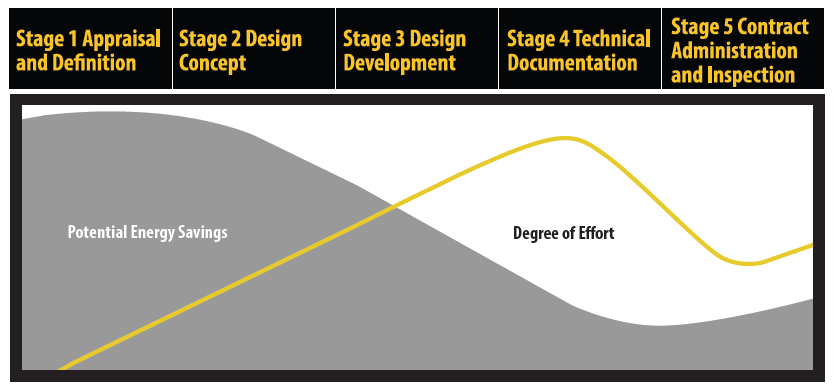 Stage 1 Appraisal
and Definition
Stage 2 Design
Concept
Stage 3 Design
Development
Stage 4 Technical
Documentation
Stage 5 Contract
Administration
and Inspection
Potential Energy Savings
Degree of Effort